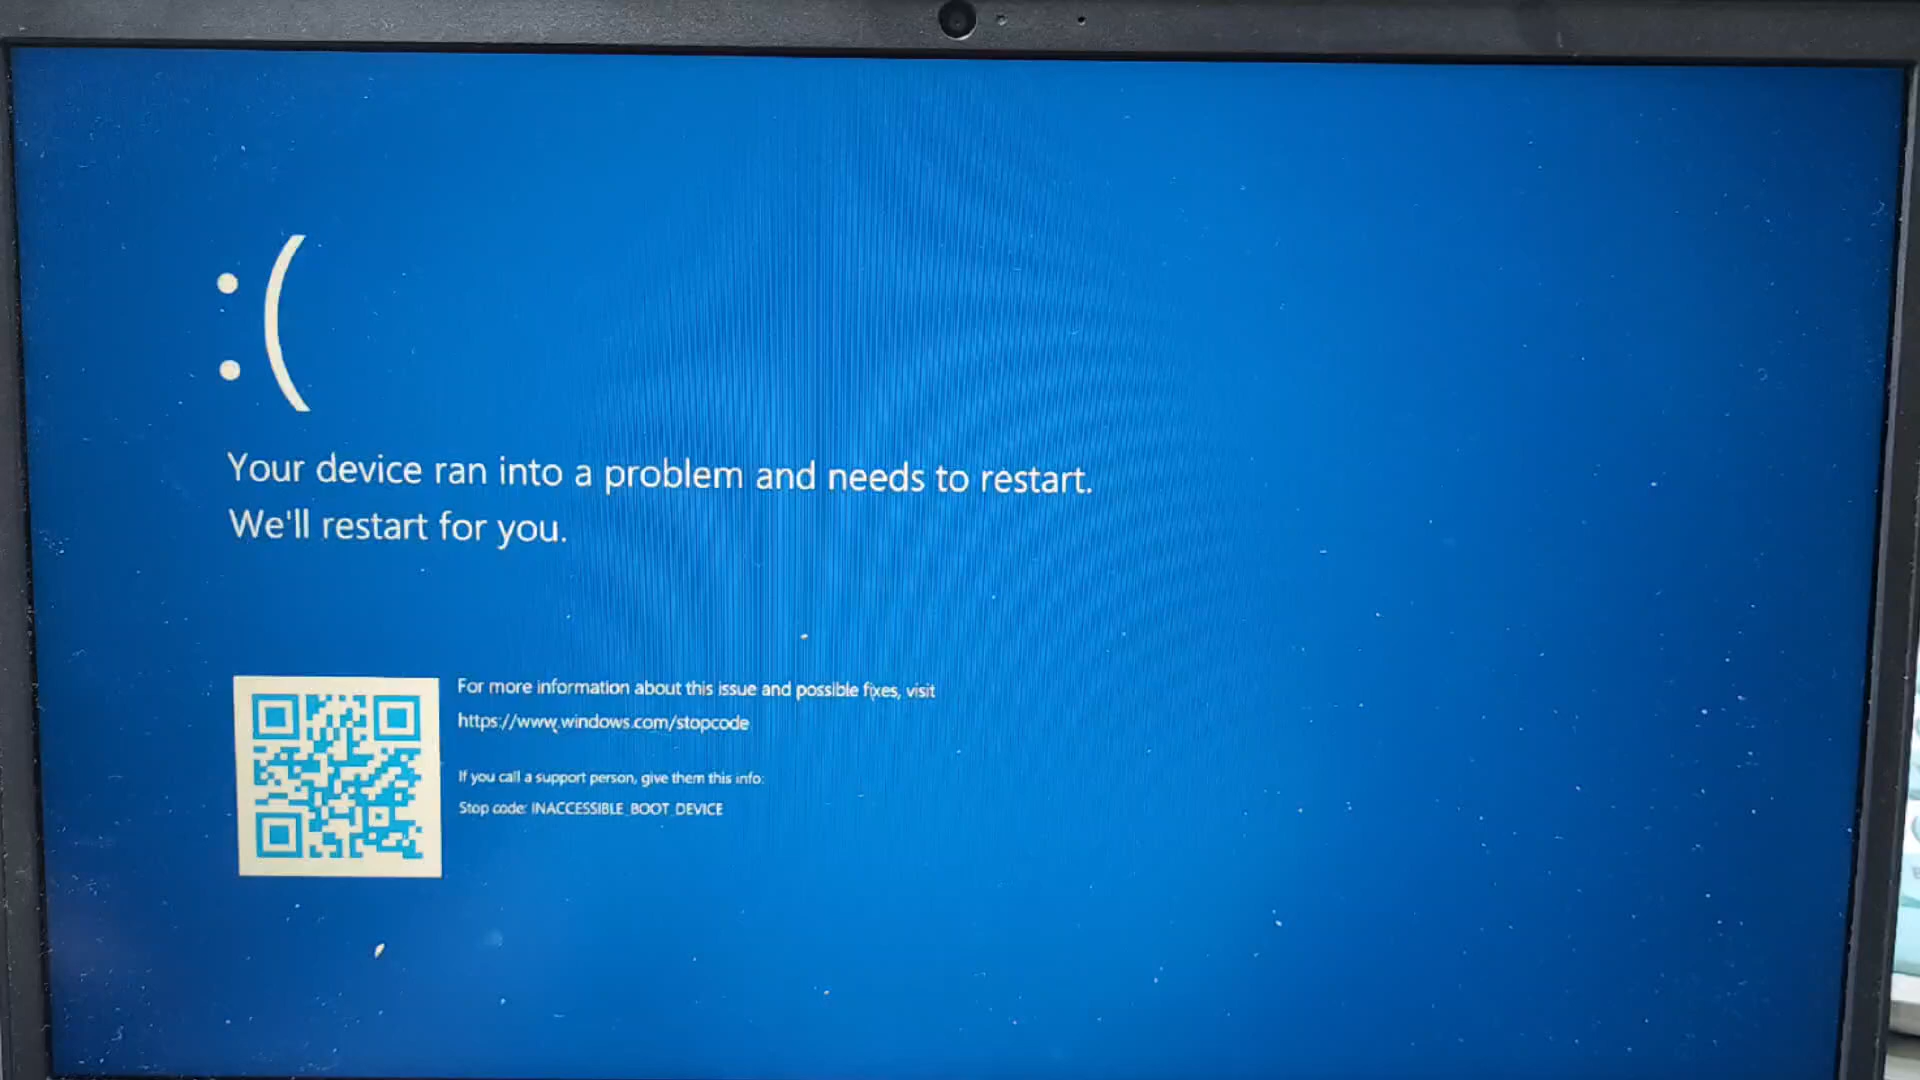 :(
Your device ran into a problem and needs to restart.
We'll restart for you.
For more information about this issue and possible fixes, visit
https://www.windows.com/stopcode
If you call a support person, give them this info:
Stop code: INACCESSIBLE_BOOT_DEVICE